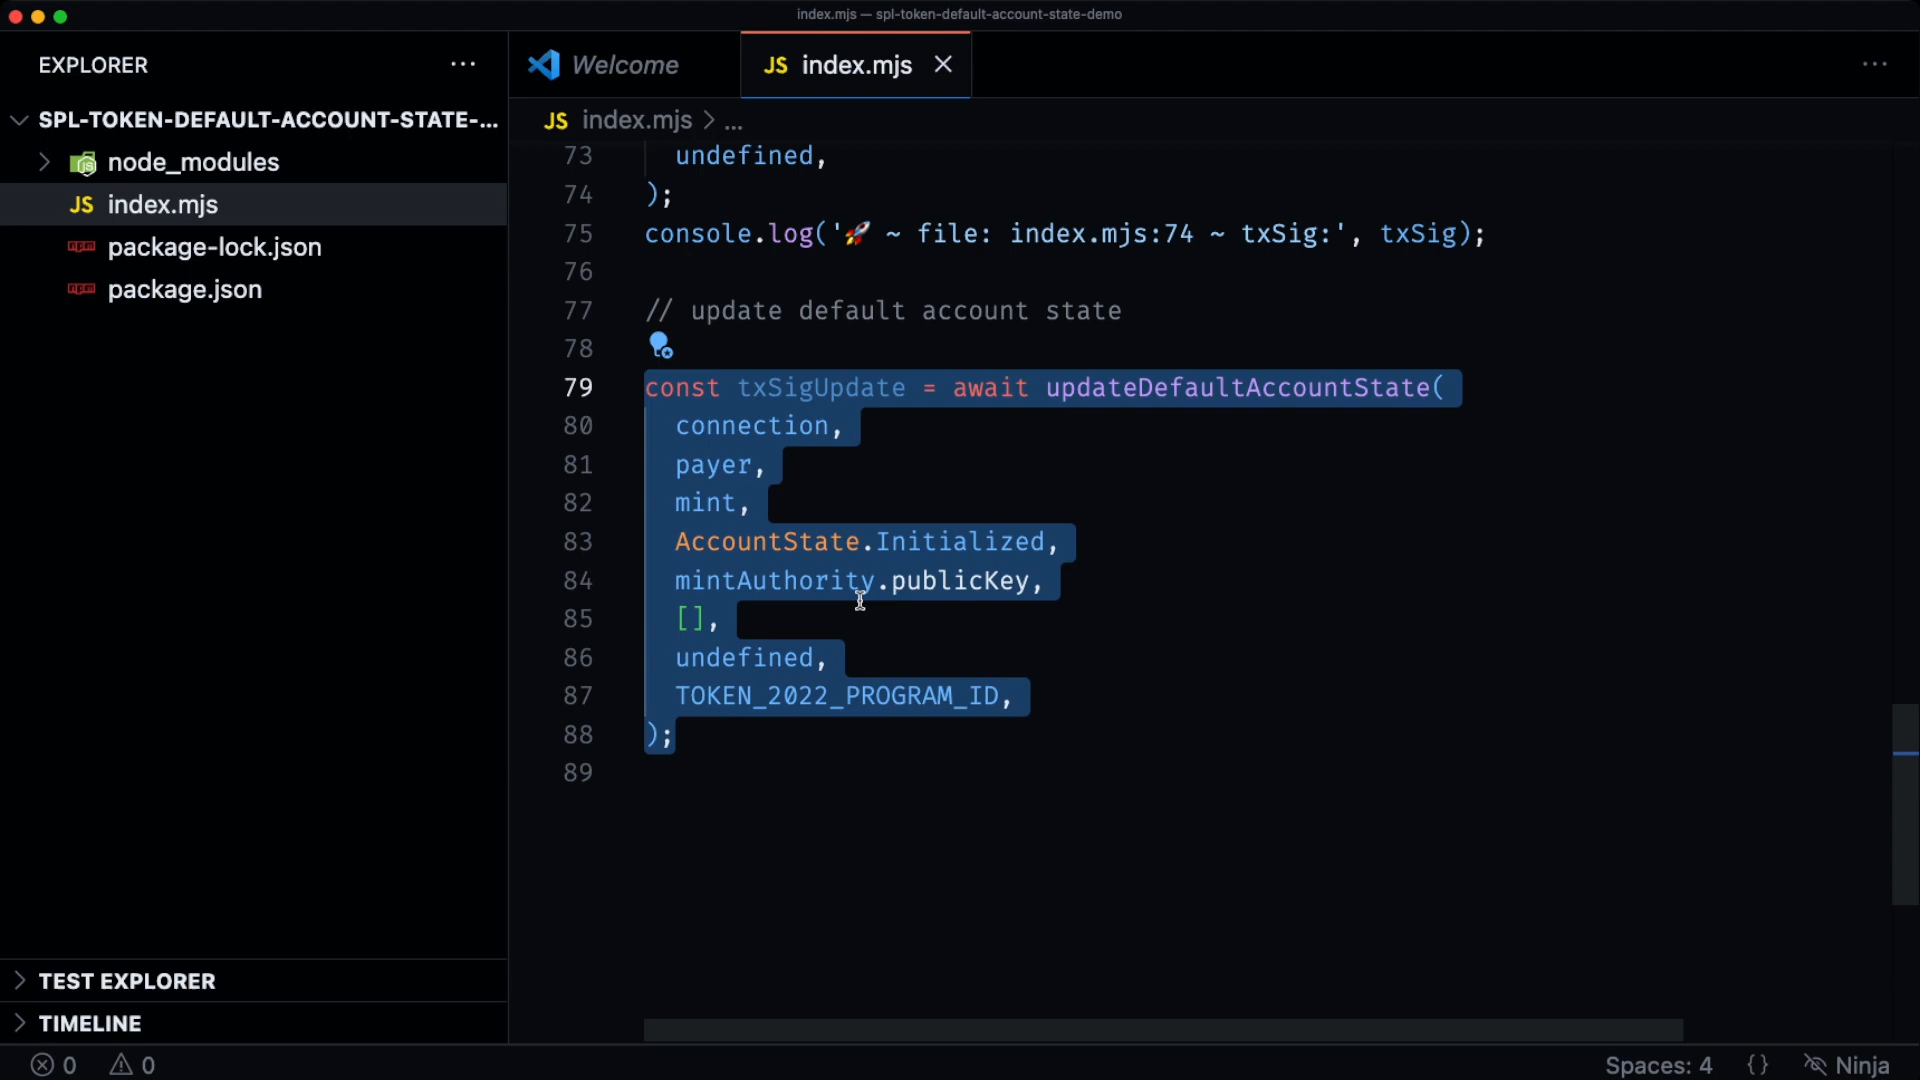 index.mjs — spl-token-default-account-state-demo
EXPLORER
Welcome
JS index.mjs
SPL-TOKEN-DEFAULT-ACCOUNT-STATE-...
node_modules
JS index.mjs
package-lock.json
package.json
JS index.mjs > ...
73 undefined,
74 );
75 console.log('🚀 ~ file: index.mjs:74 ~ txSig:', txSig);
76
77 // update default account state
78
79 const txSigUpdate = await updateDefaultAccountState(
80 connection,
81 payer,
82 mint,
83 AccountState.Initialized,
84 mintAuthority.publicKey,
85 [],
86 undefined,
87 TOKEN_2022_PROGRAM_ID,
88 );
89
TEST EXPLORER
TIMELINE
0 0
Spaces: 4 {} Ninja